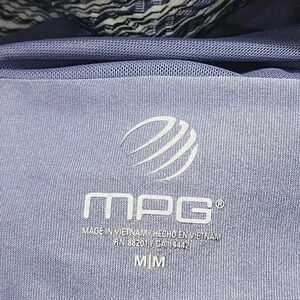 MPG®
MADE IN VIETNAM / HECHO EN VIETNAM
RN 88201 / CA 14442
M|M